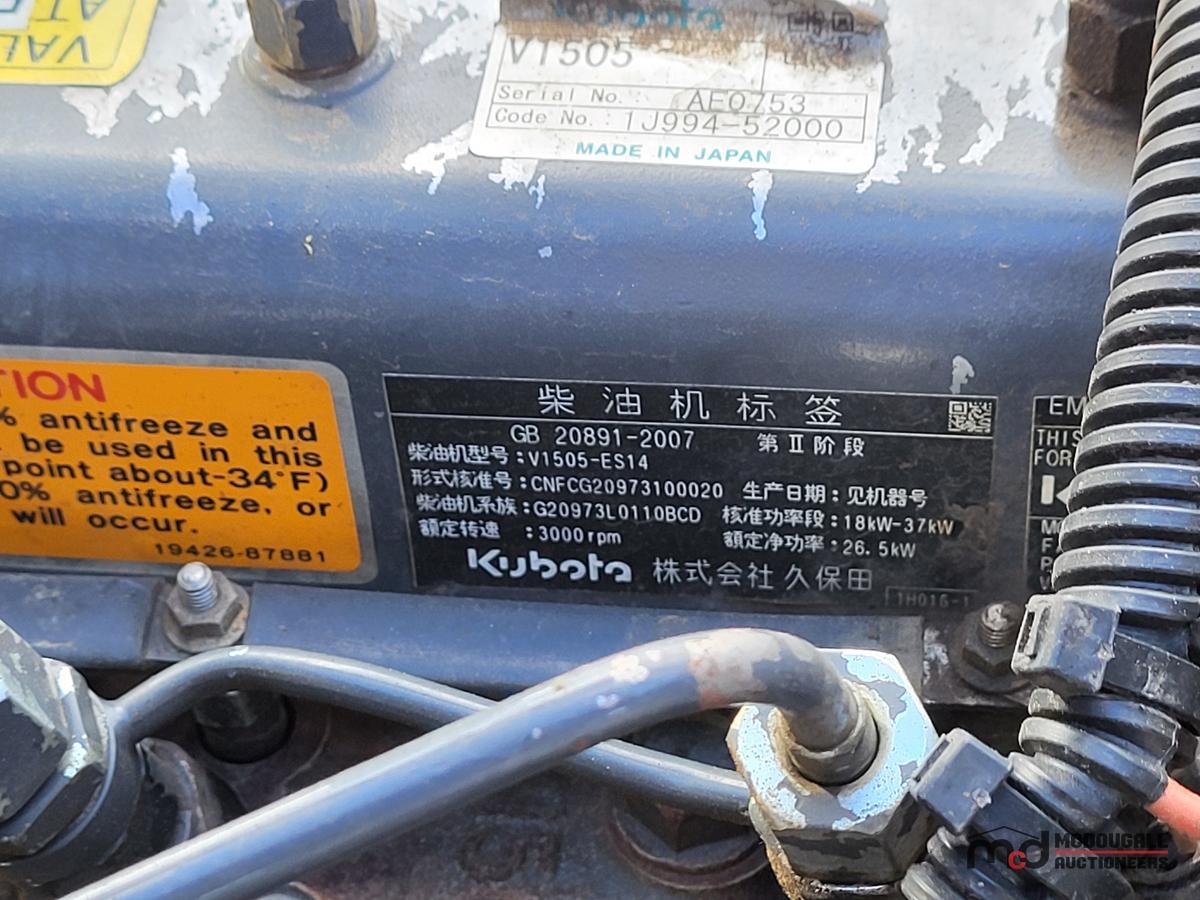 VAL
AT
Kubota
V1505
Serial No. : AE0753
Code No. : 1J994-52000
MADE IN JAPAN
TION
% antifreeze and
be used in this
point about-34°F)
0% antifreeze, or
will occur.
19426-87881
柴油机标签
GB 20891-2007 第Ⅱ阶段
柴油机型号:V1505-ES14
形式核准号:CNFCG20973100020 生产日期:见机器号
柴油机系族:G20973L0110BCD 核准功率段:18kW-37kW
额定转速 :3000rpm 额定净功率:26.5kW
Kubota 株式会社久保田
1H016-1
EM
THIS
FOR
mcd MCDOUGALL
AUCTIONEERS